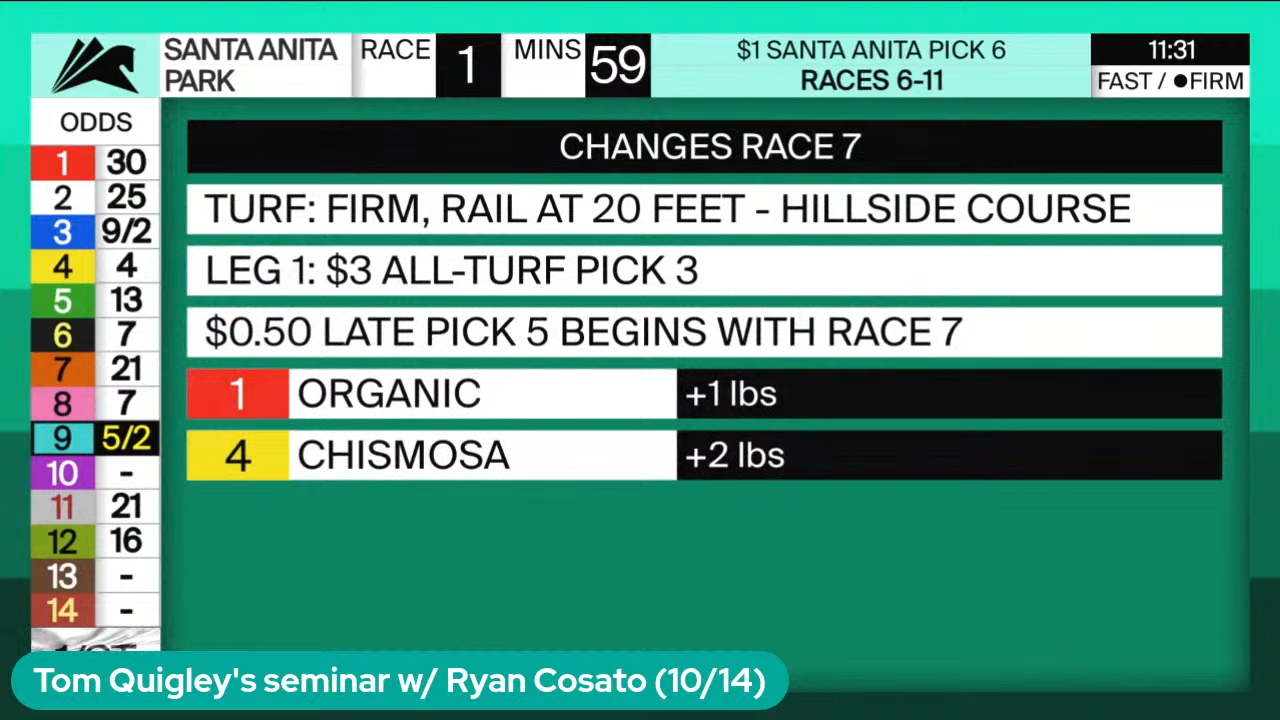 SANTA ANITA PARK
RACE 1
MINS 59
$1 SANTA ANITA PICK 6
RACES 6-11
11:31
FAST / ●FIRM
ODDS
1 30
2 25
3 9/2
4 4
5 13
6 7
7 21
8 7
9 5/2
10 -
11 21
12 16
13 -
14 -
CHANGES RACE 7
TURF: FIRM, RAIL AT 20 FEET - HILLSIDE COURSE
LEG 1: $3 ALL-TURF PICK 3
$0.50 LATE PICK 5 BEGINS WITH RACE 7
1 ORGANIC +1 lbs
4 CHISMOSA +2 lbs
Tom Quigley's seminar w/ Ryan Cosato (10/14)